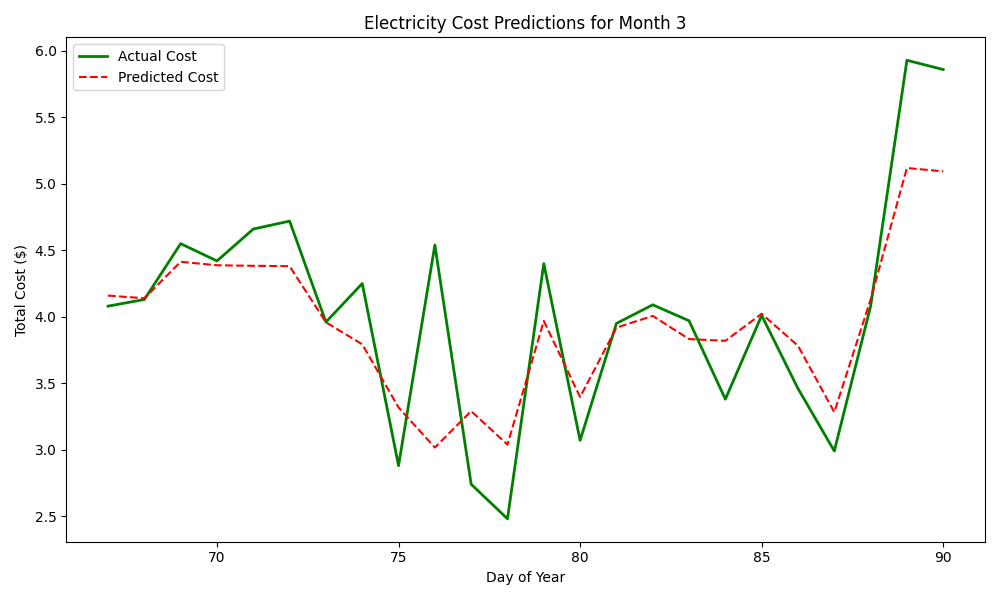 Electricity Cost Predictions for Month 3
Actual Cost
Predicted Cost
6.0
5.5
5.0
4.5
4.0
3.5
3.0
2.5
Total Cost ($)
70
75
80
85
90
Day of Year